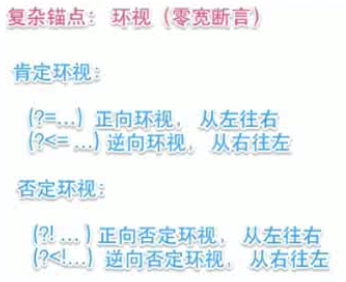 复杂锚点： 环视（零宽断言）
肯定环视：
(?=...) 正向环视， 从左往右
(?<= ...) 逆向环视， 从右往左
否定环视：
(?! ... ) 正向否定环视， 从左往右
(?<!...) 逆向否定环视， 从右往左